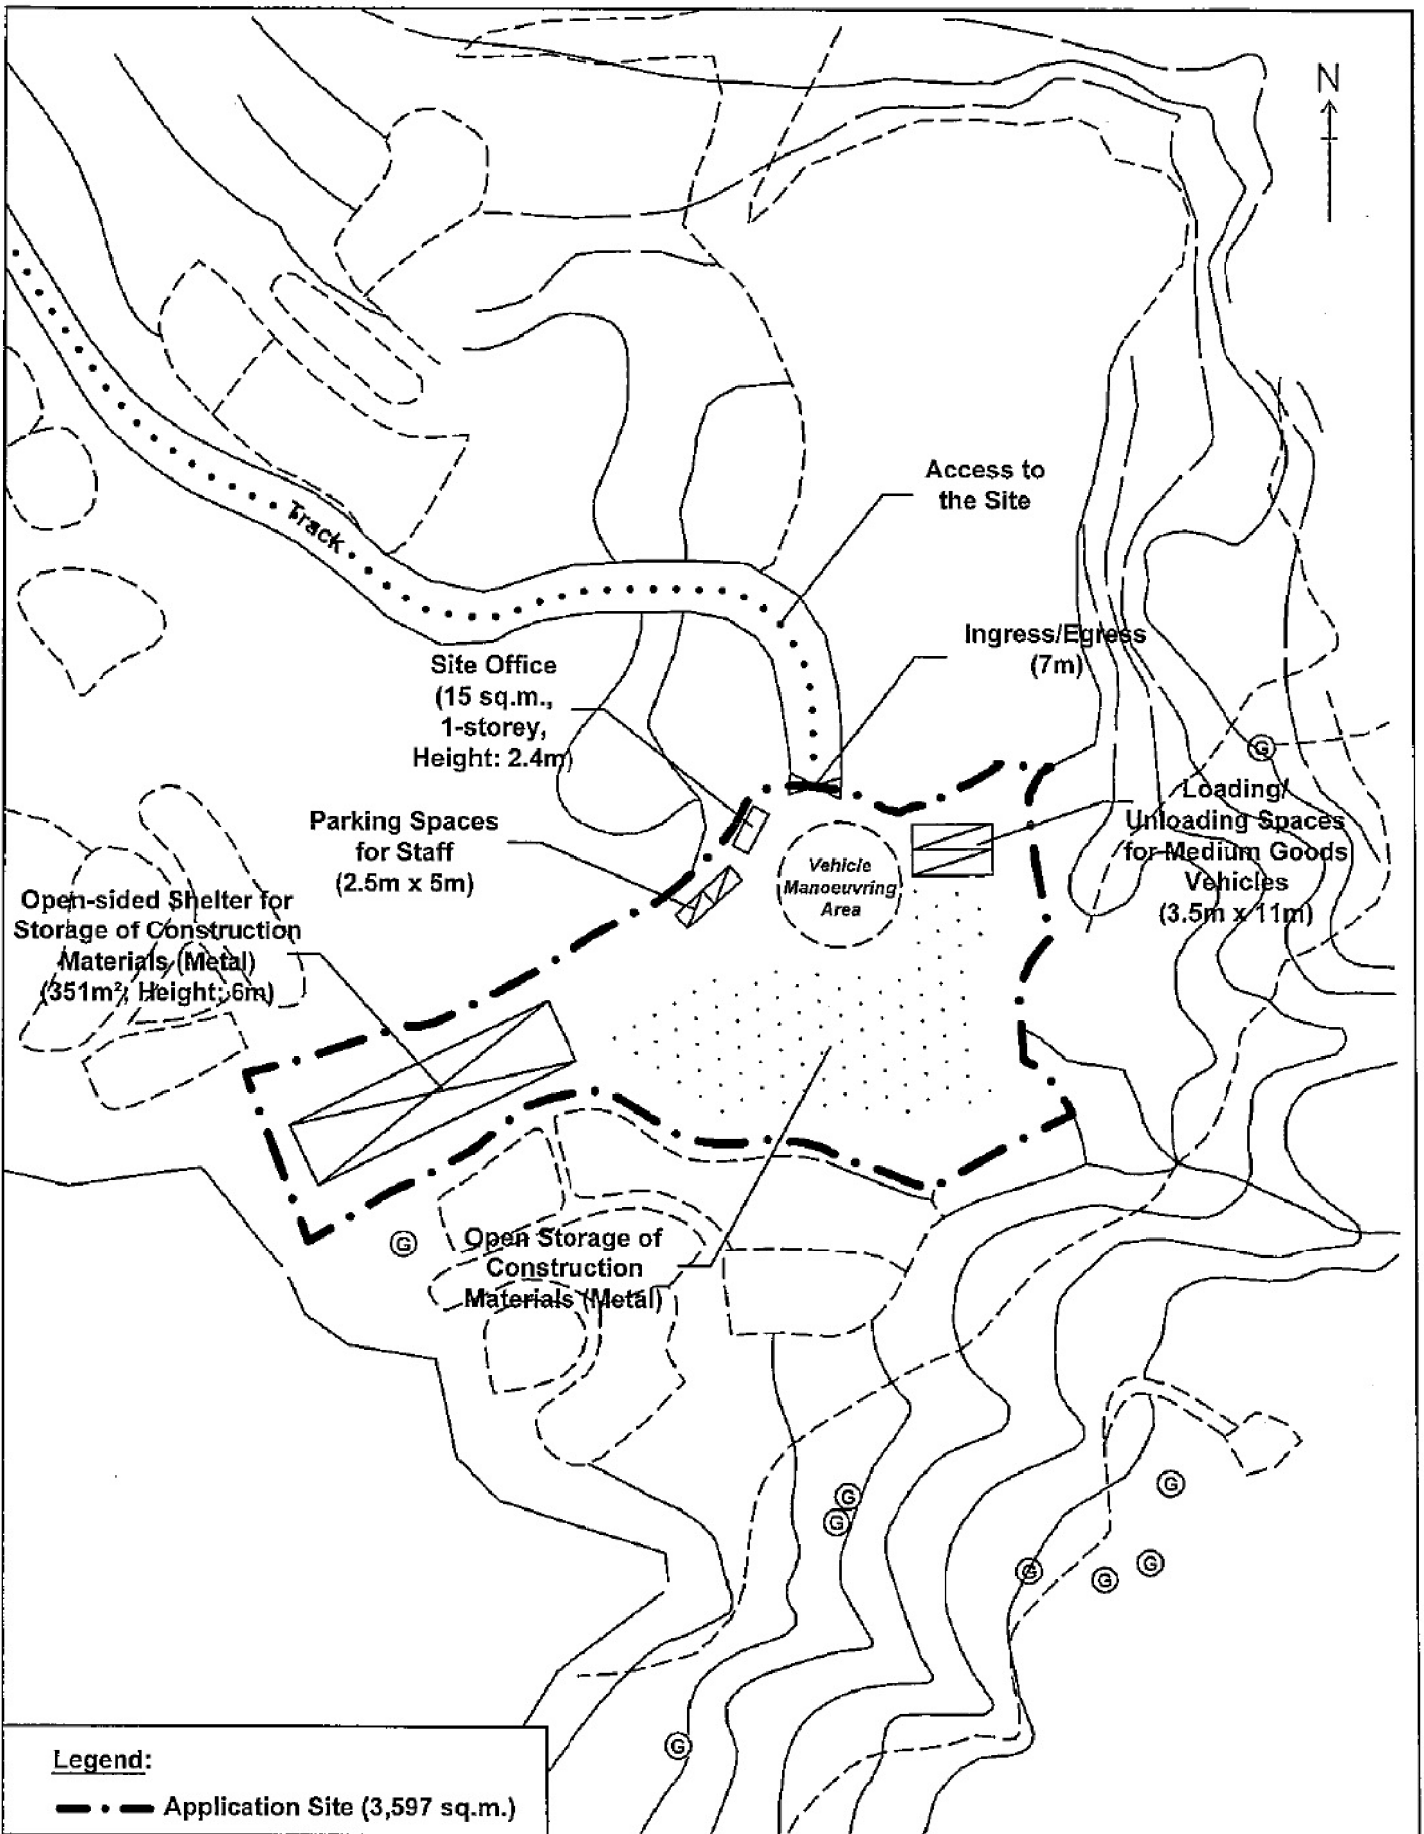 N
Access to
the Site
Track
Ingress/Egress
(7m)
Site Office
(15 sq.m.,
1-storey,
Height: 2.4m)
G
Loading/
Unloading Spaces
for Medium Goods
Vehicles
(3.5m x 11m)
Parking Spaces
for Staff
(2.5m x 5m)
Vehicle
Manoeuvring
Area
Open-sided Shelter for
Storage of Construction
Materials (Metal)
(351m², Height: 6m)
G
Open Storage of
Construction
Materials (Metal)
G
G
G
G
G
G
G
Legend:
Application Site (3,597 sq.m.)